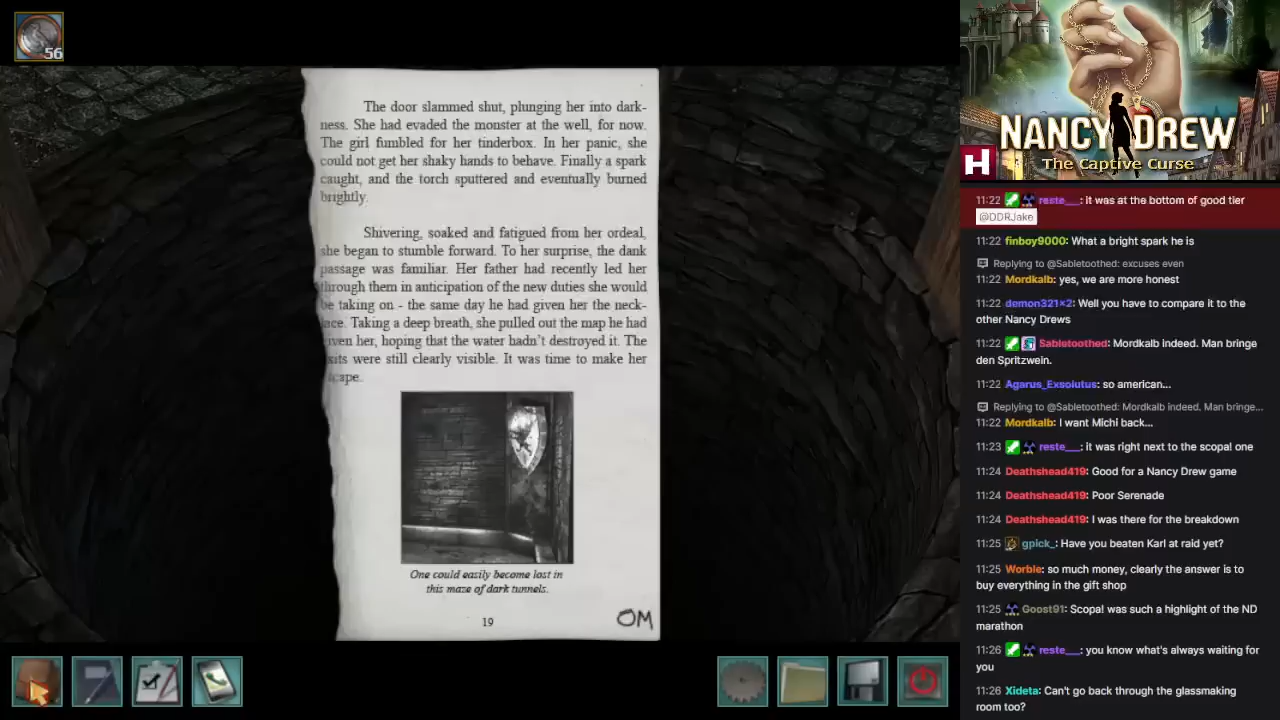 56
The door slammed shut, plunging her into dark-
ness. She had evaded the monster at the well, for now.
The girl fumbled for her tinderbox. In her panic, she
could not get her shaky hands to behave. Finally a spark
caught, and the torch sputtered and eventually burned
brightly.
Shivering, soaked and fatigued from her ordeal,
she began to stumble forward. To her surprise, the dank
passage was familiar. Her father had recently led her
through them in anticipation of the new duties she would
be taking on - the same day he had given her the neck-
lace. Taking a deep breath, she pulled out the map he had
given her, hoping that the water hadn't destroyed it. The
exits were still clearly visible. It was time to make her
escape.
One could easily become lost in
this maze of dark tunnels.
19
OM
NANCY DREW
The Captive Curse
H
11:22 reste___: it was at the bottom of good tier
@DDRJake
11:22 finboy9000: What a bright spark he is
Replying to @Sabletoothed: excuses even
11:22 Mordkalb: yes, we are more honest
11:22 demon321x2: Well you have to compare it to the
other Nancy Drews
11:22 Sabletoothed: Mordkalb indeed. Man bringe
den Spritzwein.
11:22 Agarus_Exsolutus: so american...
Replying to @Sabletoothed: Mordkalb indeed. Man bringe...
11:22 Mordkalb: I want Michi back...
11:23 reste___: it was right next to the scopa! one
11:24 Deathshead419: Good for a Nancy Drew game
11:24 Deathshead419: Poor Serenade
11:24 Deathshead419: I was there for the breakdown
11:25 gpick_: Have you beaten Karl at raid yet?
11:25 Worble: so much money, clearly the answer is to
buy everything in the gift shop
11:25 Goost91: Scopa! was such a highlight of the ND
marathon
11:26 reste___: you know what's always waiting for
you
11:26 Xideta: Can't go back through the glassmaking
room too?